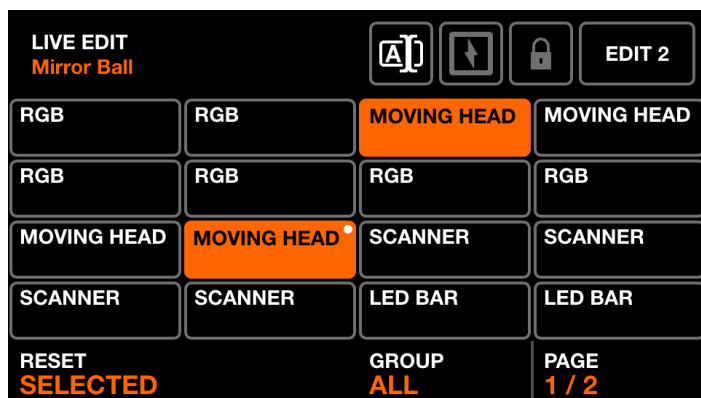 LIVE EDIT
Mirror Ball
A
EDIT 2
RGB RGB MOVING HEAD MOVING HEAD
RGB RGB RGB RGB
MOVING HEAD MOVING HEAD SCANNER SCANNER
SCANNER SCANNER LED BAR LED BAR
RESET GROUP PAGE
SELECTED ALL 1 / 2